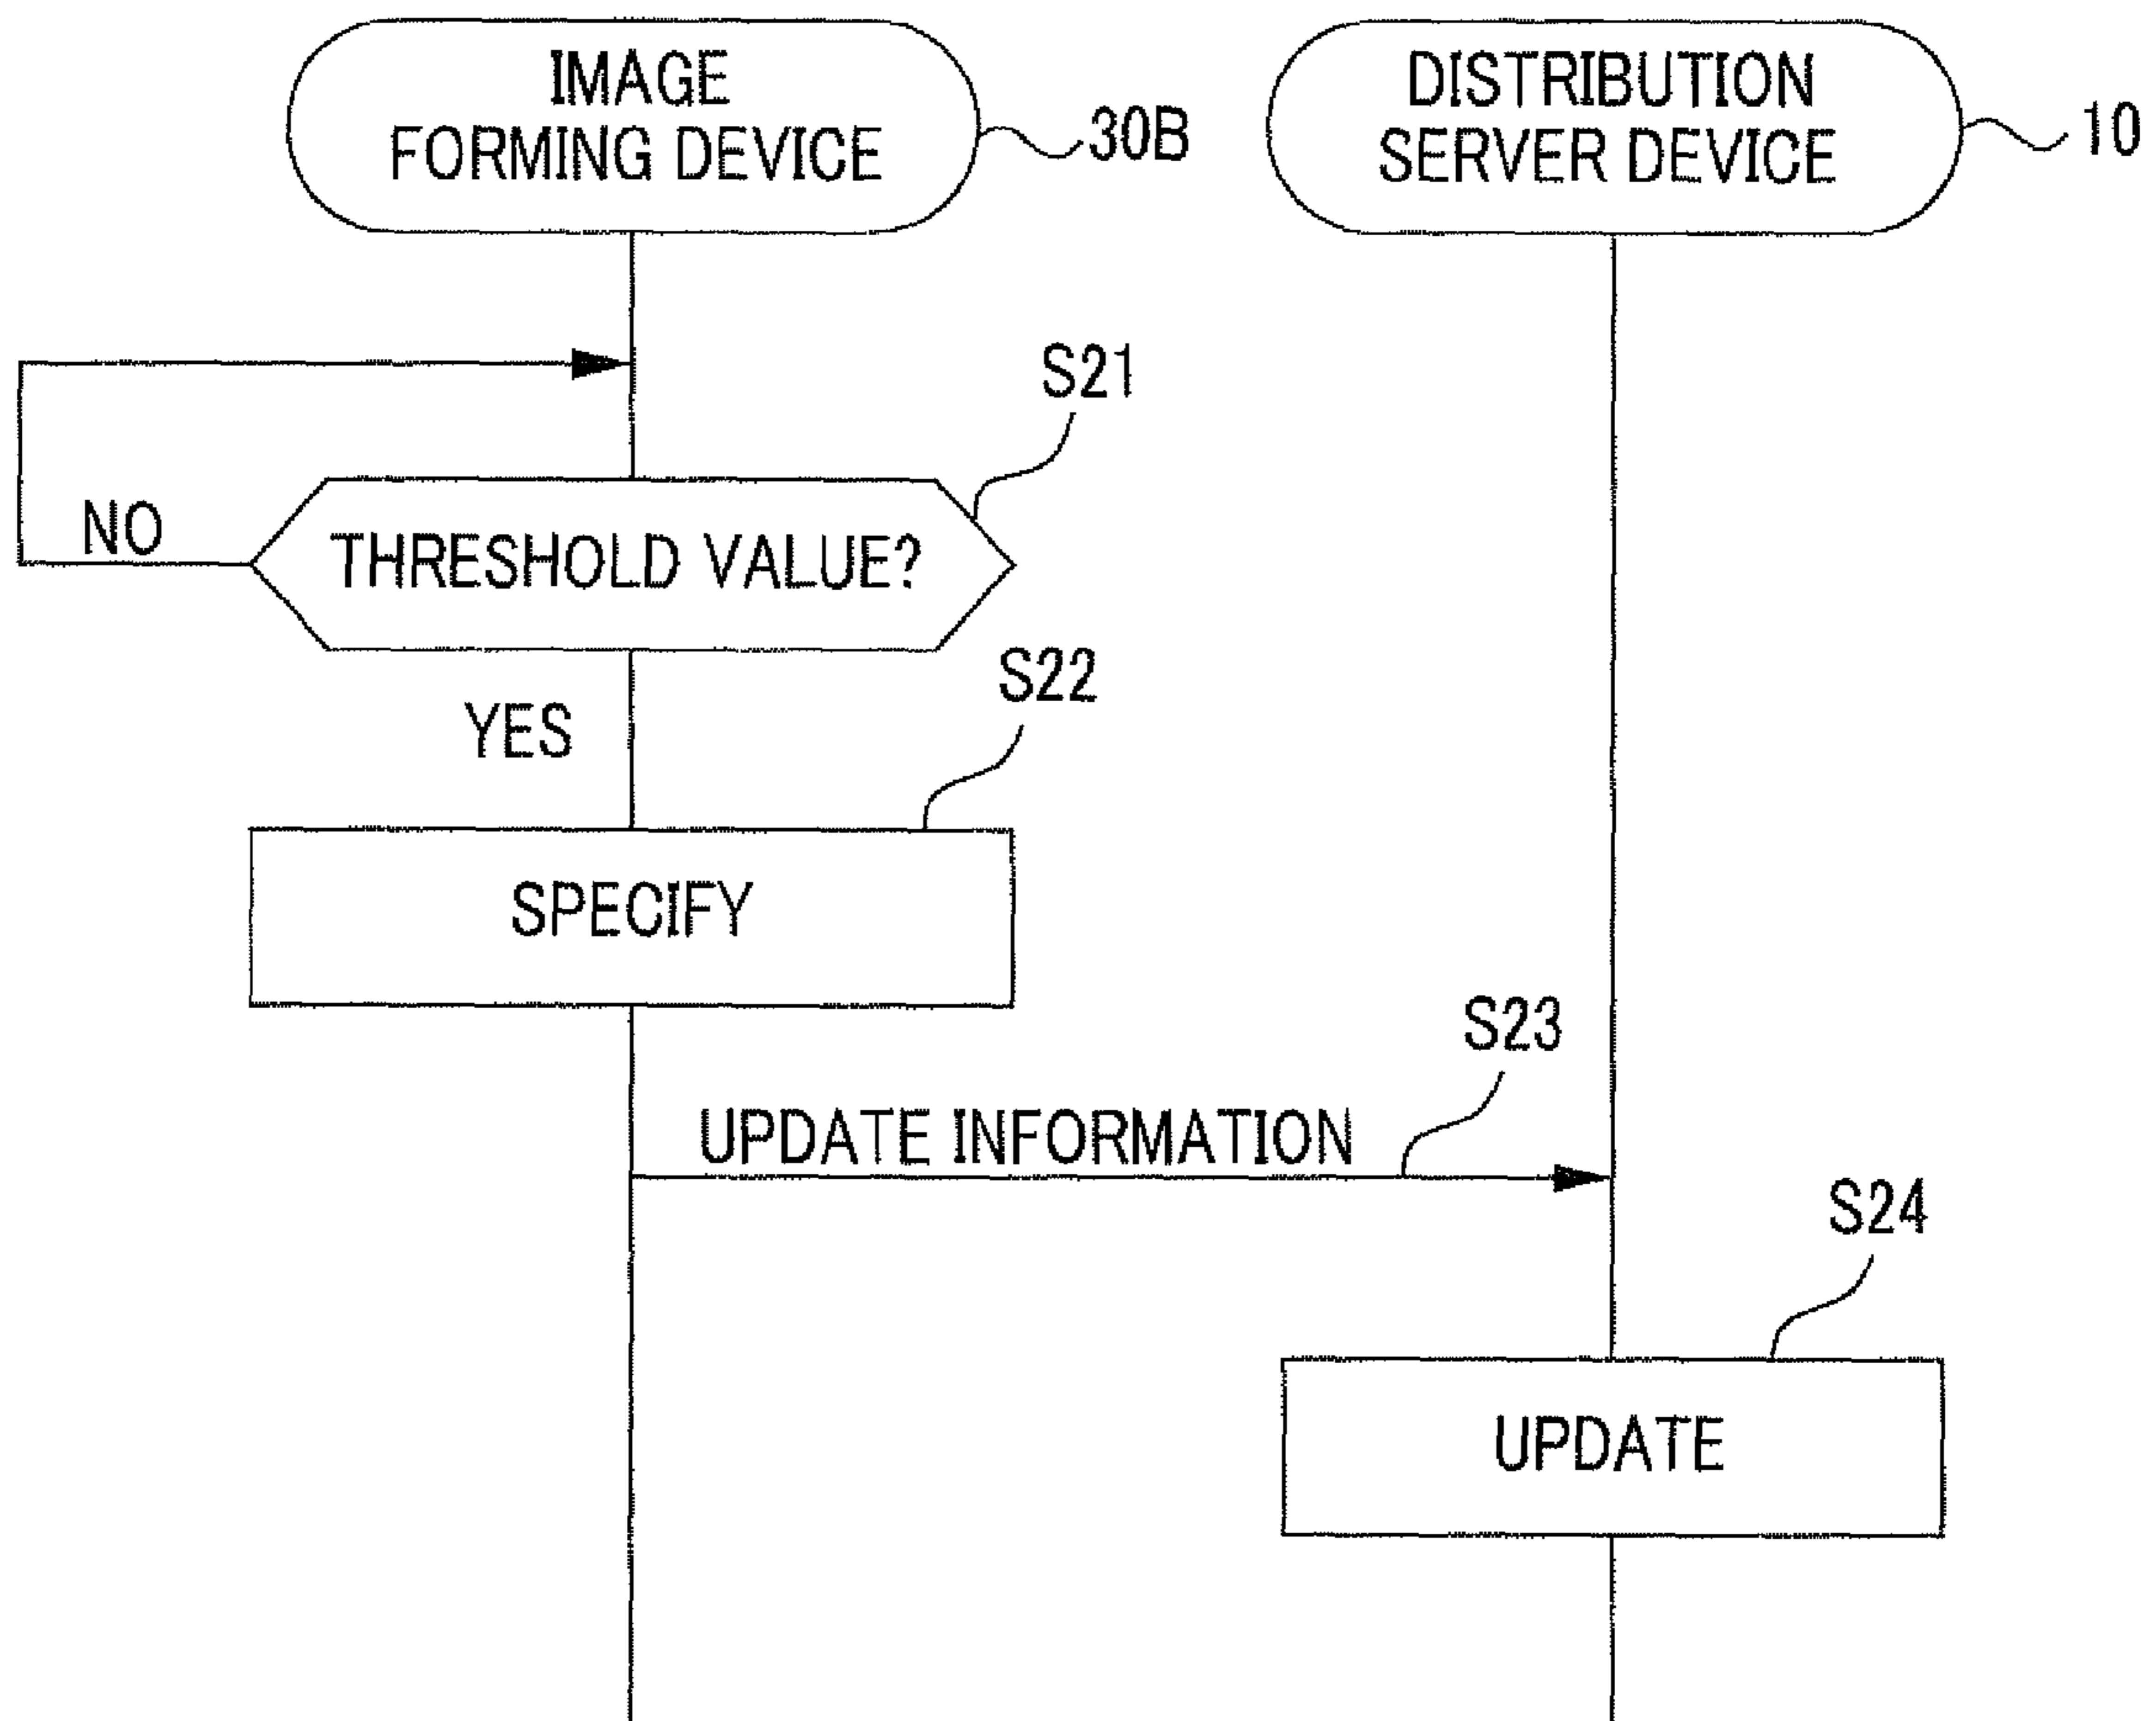 IMAGE
FORMING DEVICE
30B
DISTRIBUTION
SERVER DEVICE
10
S21
NO
THRESHOLD VALUE?
S22
YES
SPECIFY
S23
UPDATE INFORMATION
S24
UPDATE